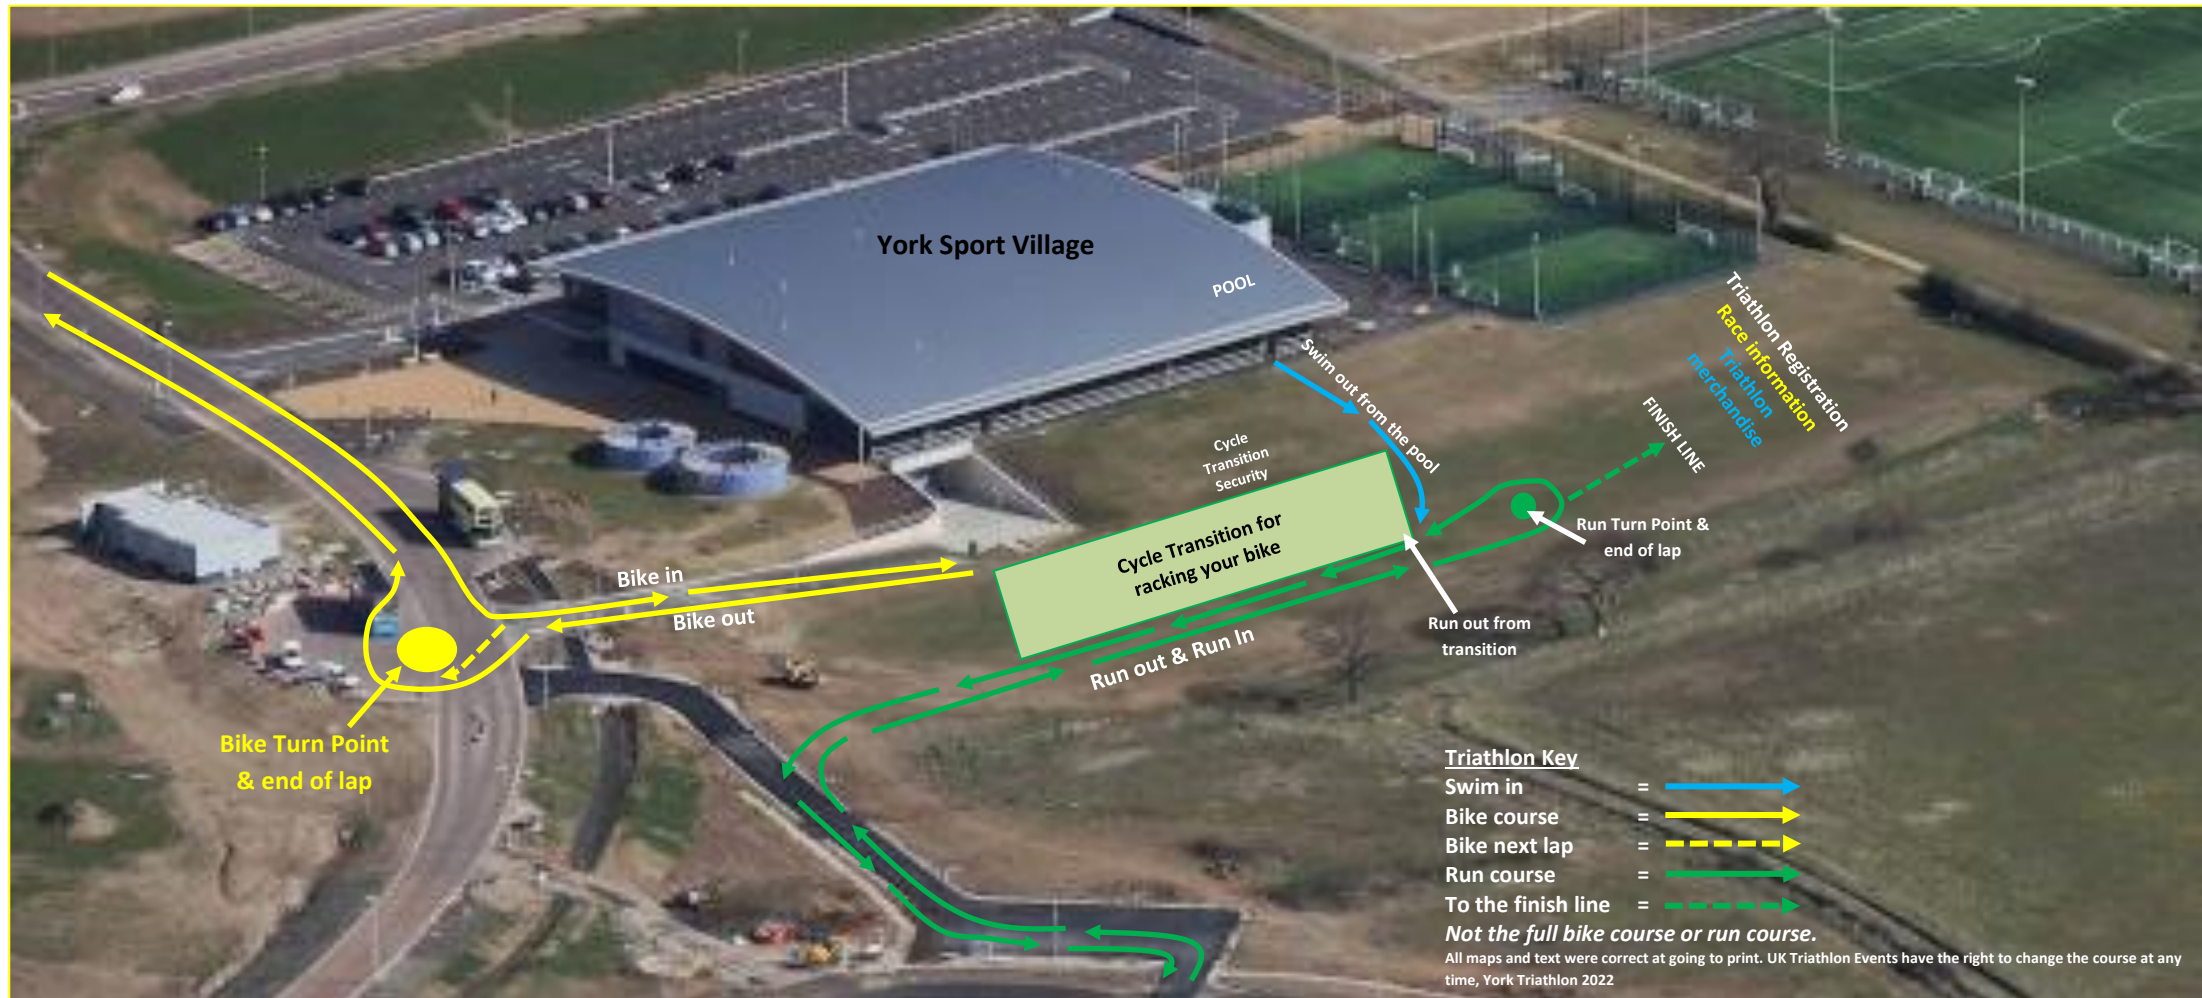 York Sport Village
POOL
Swim out from the pool
Triathlon Registration
Race information
Triathlon
merchandise
FINISH LINE
Cycle
Transition
Security
Cycle Transition for
racking your bike
Run Turn Point &
end of lap
Bike in
Bike out
Run out from
transition
Run out & Run In
Bike Turn Point
& end of lap
Triathlon Key
Swim in =
Bike course =
Bike next lap =
Run course =
To the finish line =
Not the full bike course or run course.
All maps and text were correct at going to print. UK Triathlon Events have the right to change the course at any
time, York Triathlon 2022